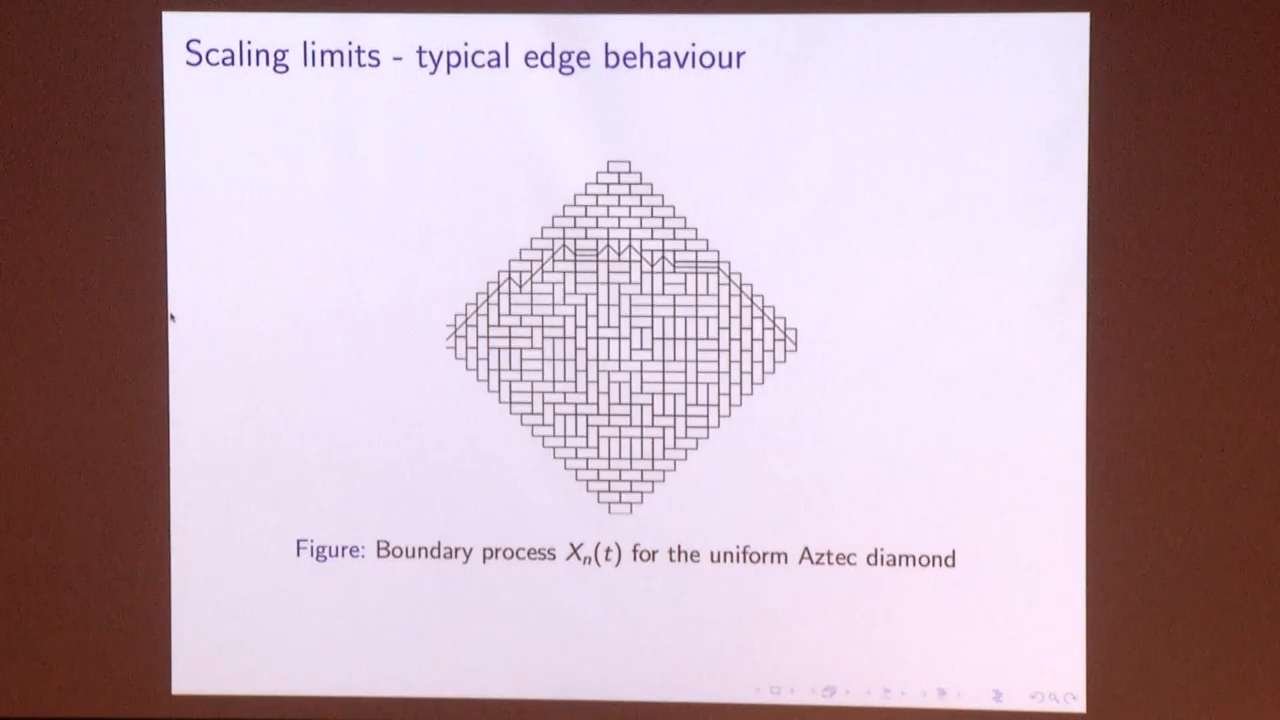 Scaling limits - typical edge behaviour
Figure: Boundary process Xₙ(t) for the uniform Aztec diamond